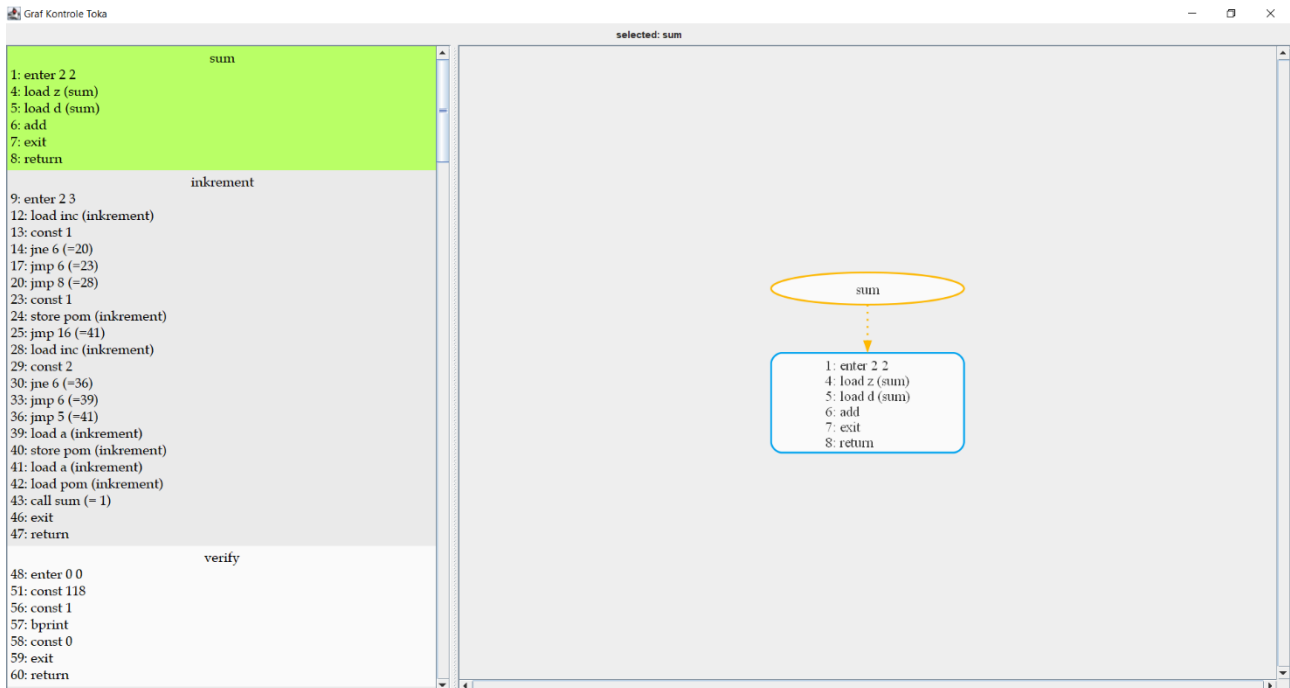 Graf Kontrole Toka
selected: sum
sum
1: enter 2 2
4: load z (sum)
5: load d (sum)
6: add
7: exit
8: return
inkrement
9: enter 2 3
12: load inc (inkrement)
13: const 1
14: jne 6 (=20)
17: jmp 6 (=23)
20: jmp 8 (=28)
23: const 1
24: store pom (inkrement)
25: jmp 16 (=41)
28: load inc (inkrement)
29: const 2
30: jne 6 (=36)
33: jmp 6 (=39)
36: jmp 5 (=41)
39: load a (inkrement)
40: store pom (inkrement)
41: load a (inkrement)
42: load pom (inkrement)
43: call sum (= 1)
46: exit
47: return
verify
48: enter 0 0
51: const 118
56: const 1
57: bprint
58: const 0
59: exit
60: return
sum
1: enter 2 2
4: load z (sum)
5: load d (sum)
6: add
7: exit
8: return